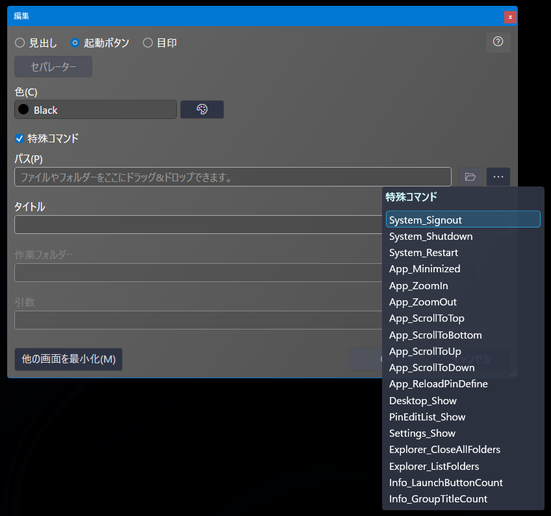 編集
x
見出し 起動ボタン 目印
?
セパレーター
色(C)
Black
特殊コマンド
パス(P)
ファイルやフォルダーをここにドラッグ&ドロップできます。
...
特殊コマンド
タイトル
System_Signout
System_Shutdown
System_Restart
作業フォルダー
App_Minimized
App_ZoomIn
引数
App_ZoomOut
App_ScrollToTop
App_ScrollToBottom
他の画面を最小化(M)
App_ScrollToUp
ャンセル
App_ScrollToDown
App_ReloadPinDefine
Desktop_Show
PinEditList_Show
Settings_Show
Explorer_CloseAllFolders
Explorer_ListFolders
Info_LaunchButtonCount
Info_GroupTitleCount